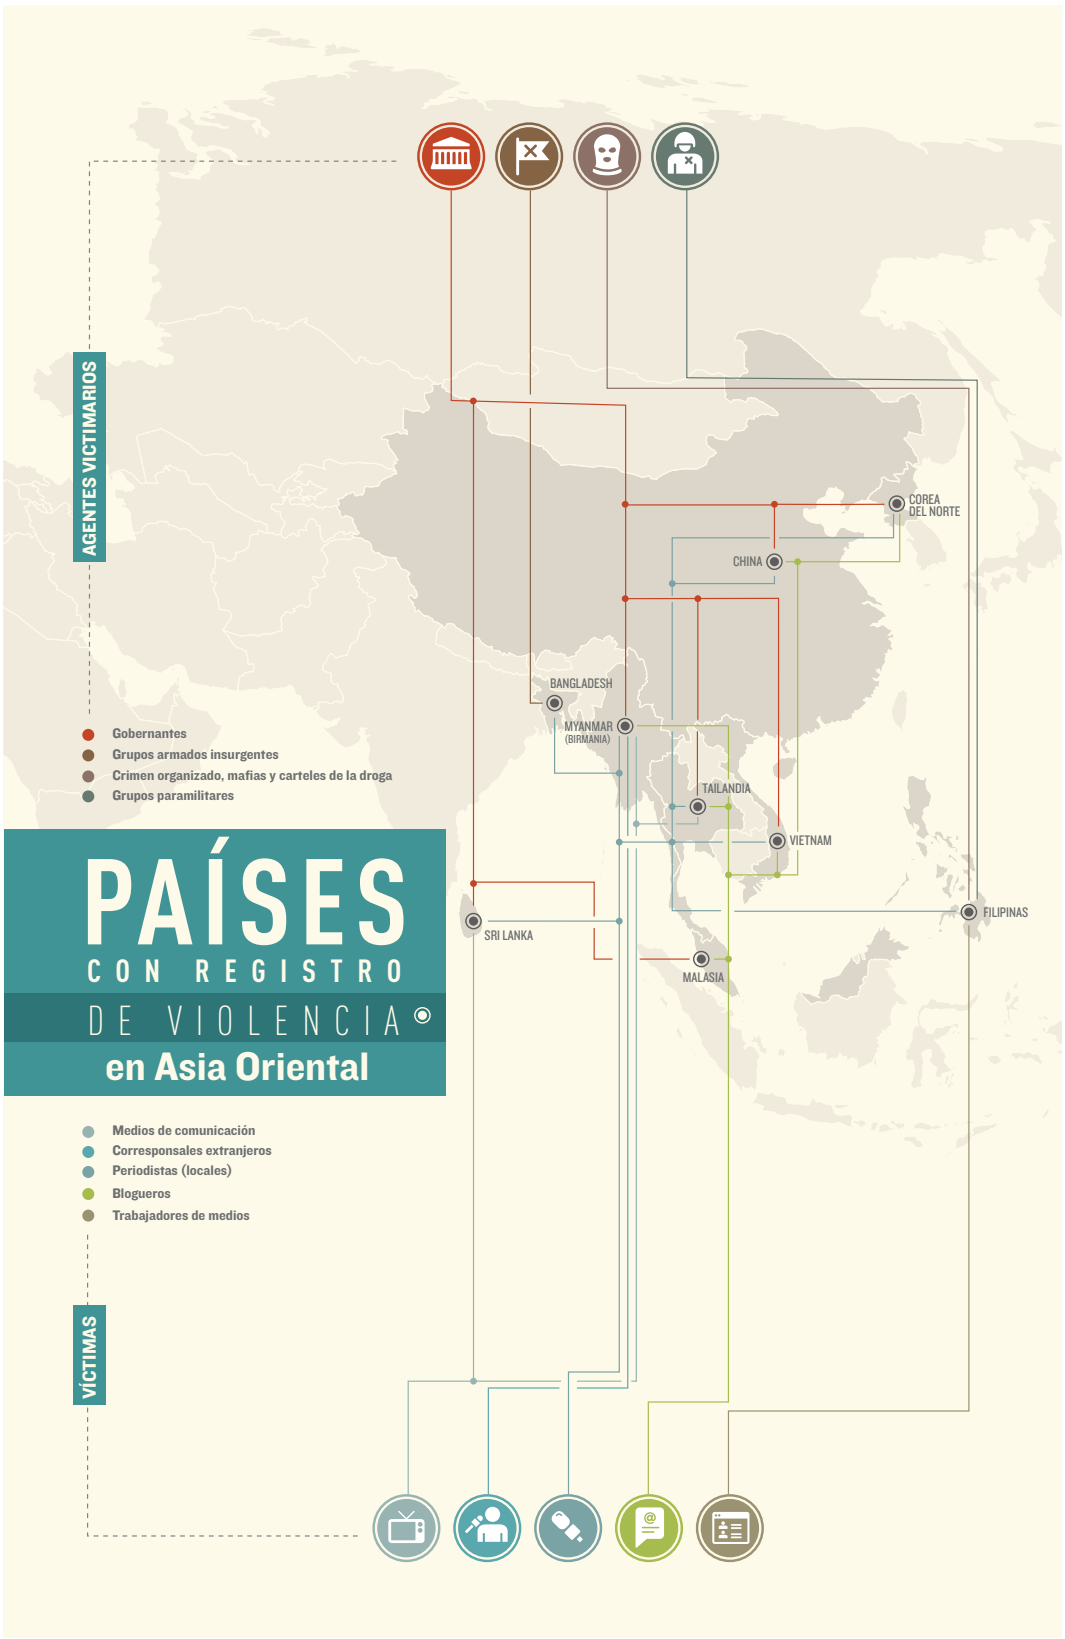 AGENTES VICTIMARIOS
COREA
DEL NORTE
CHINA
BANGLADESH
MYANMAR
(BIRMANIA)
TAILANDIA
VIETNAM
SRI LANKA
FILIPINAS
MALASIA
Gobernantes
Grupos armados insurgentes
Crimen organizado, mafias y carteles de la droga
Grupos paramilitares
PAÍSES
CON REGISTRO
DE VIOLENCIA
en Asia Oriental
Medios de comunicación
Corresponsales extranjeros
Periodistas (locales)
Blogueros
Trabajadores de medios
VÍCTIMAS
@